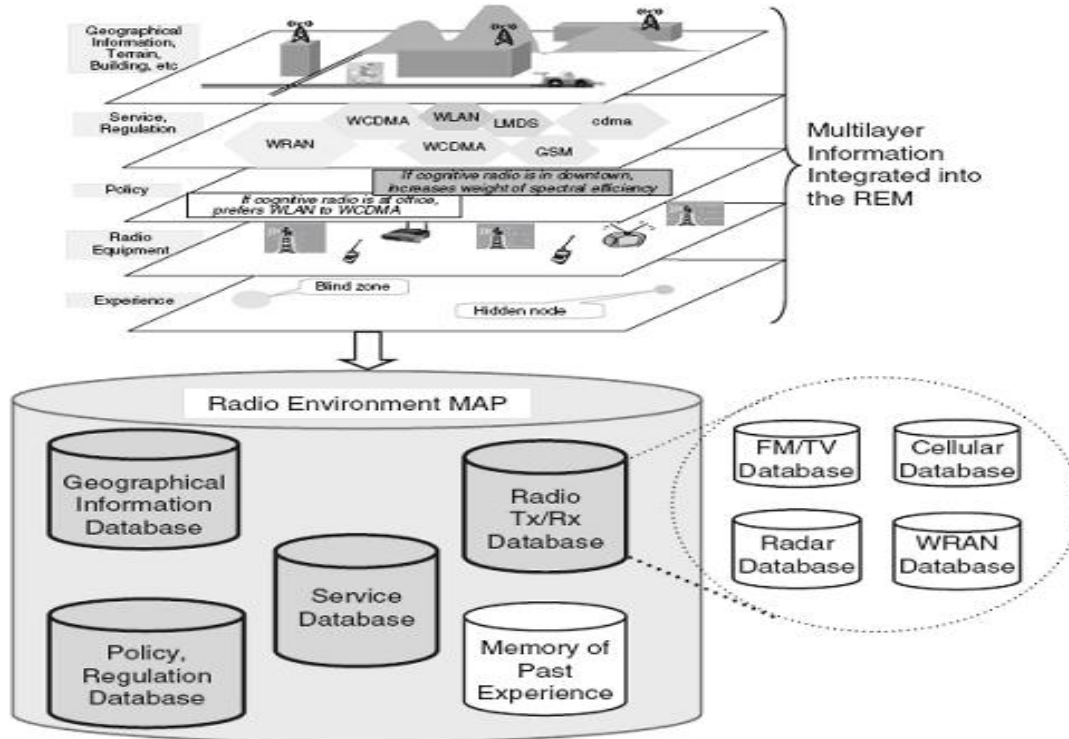 Geographical
Information,
Terrain,
Building, etc
Service,
Regulation
WCDMA
WLAN
LMDS
cdma
WRAN
WCDMA
GSM
Policy
If cognitive radio is in downtown,
increases weight of spectral efficiency
If cognitive radio is at office,
prefers WLAN to WCDMA
Radio
Equipment
Experience
Blind zone
Hidden node
Multilayer
Information
Integrated into
the REM
Radio Environment MAP
Geographical
Information
Database
Radio
Tx/Rx
Database
Service
Database
Policy,
Regulation
Database
Memory of
Past
Experience
FM/TV
Database
Cellular
Database
Radar
Database
WRAN
Database